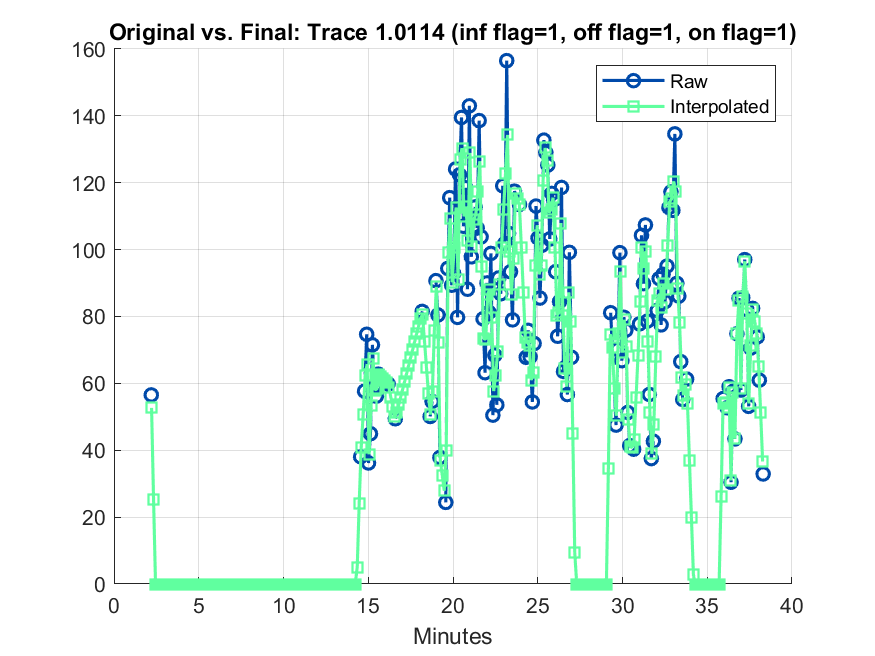 Original vs. Final: Trace 1.0114 (inf flag=1, off flag=1, on flag=1)
160
140
120
100
80
60
40
20
0
Raw
Interpolated
0 5 10 15 20 25 30 35 40
Minutes